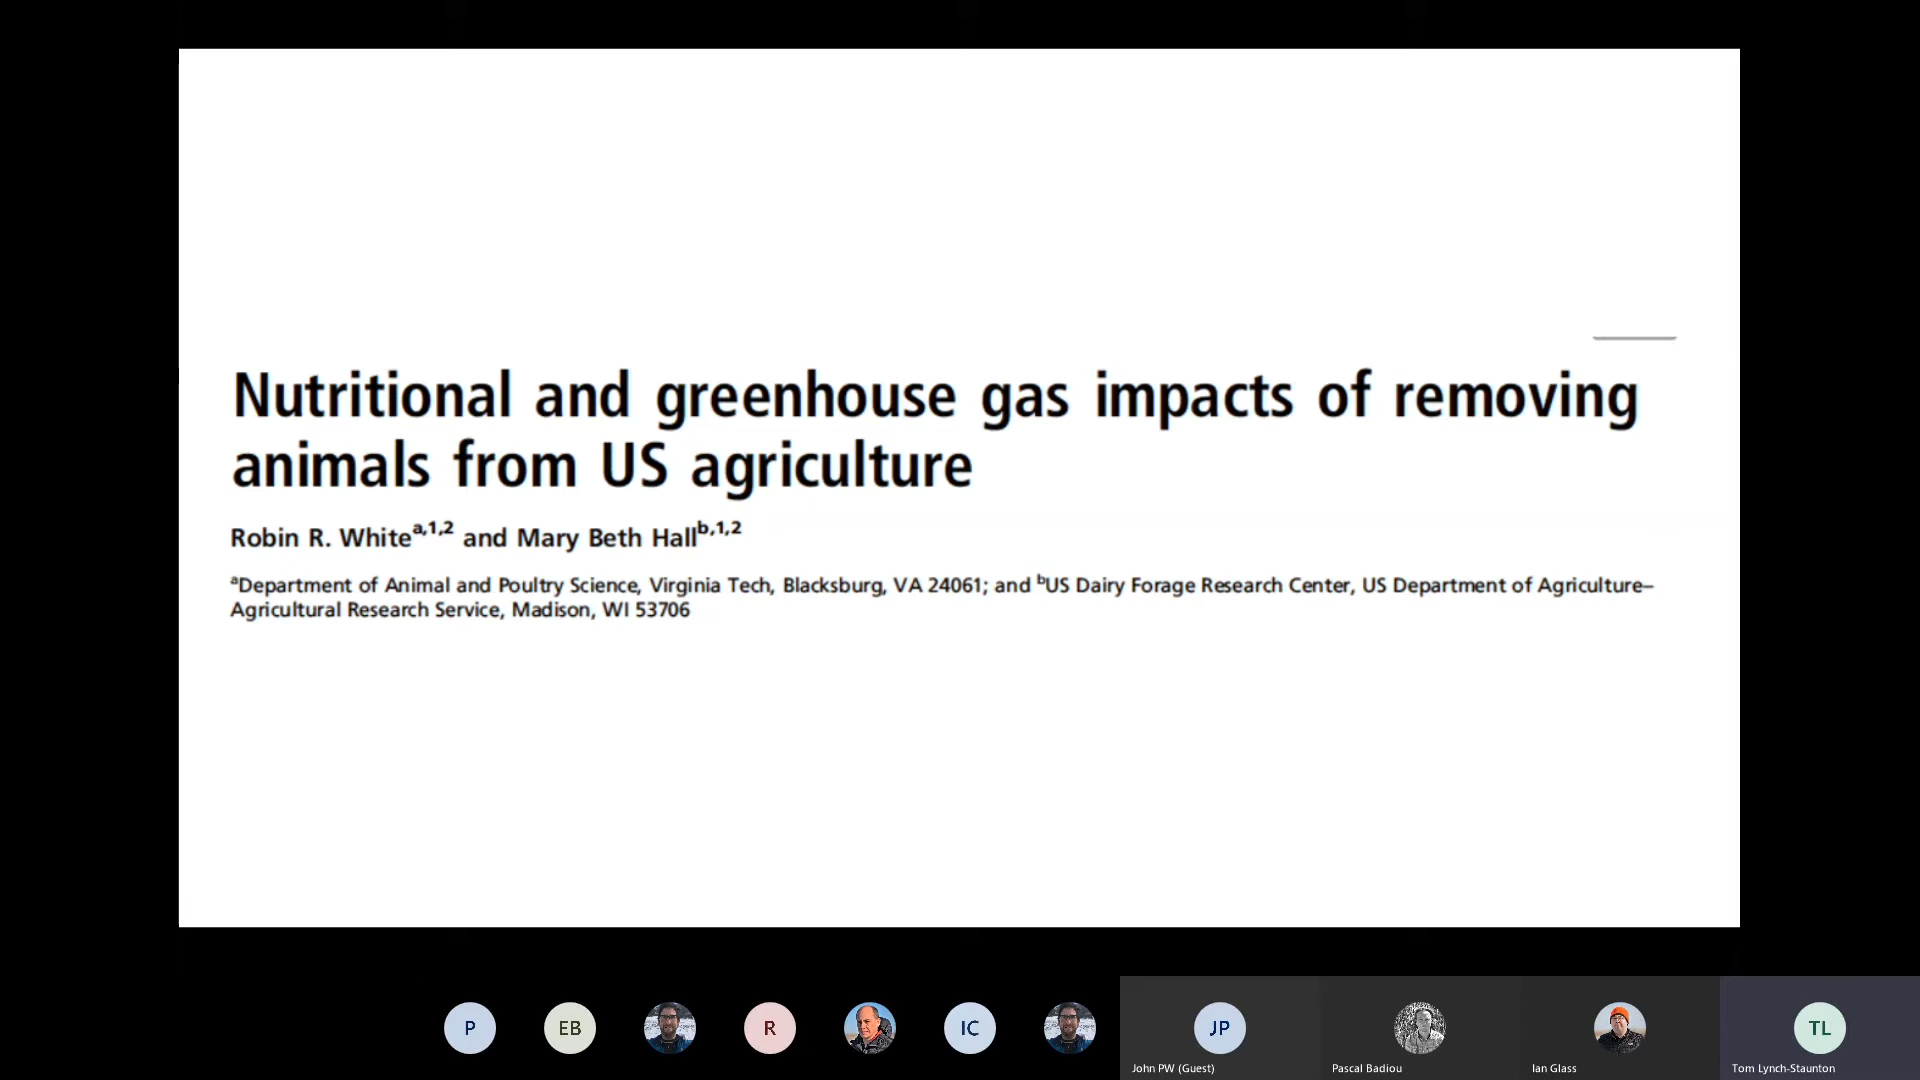 Nutritional and greenhouse gas impacts of removing
animals from US agriculture
Robin R. Whitea,1,2 and Mary Beth Hallb,1,2
aDepartment of Animal and Poultry Science, Virginia Tech, Blacksburg, VA 24061; and bUS Dairy Forage Research Center, US Department of Agriculture–
Agricultural Research Service, Madison, WI 53706
P
EB
R
IC
JP
TL
John PW (Guest)
Pascal Badiou
Ian Glass
Tom Lynch-Staunton